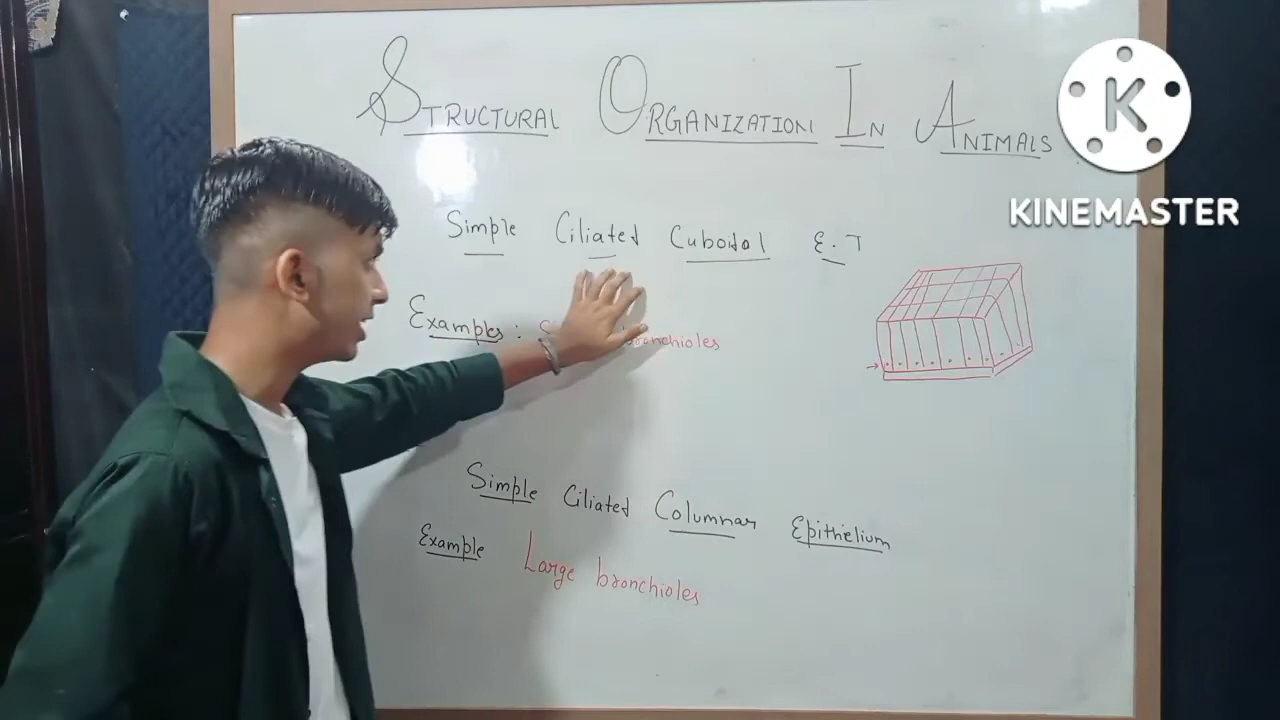 STRUCTURAL ORGANIZATION IN ANIMALS
KINEMASTER
Simple Ciliated Cuboidal E.T
Examples: bronchioles
Simple Ciliated Columnar Epithelium
Example Large bronchioles